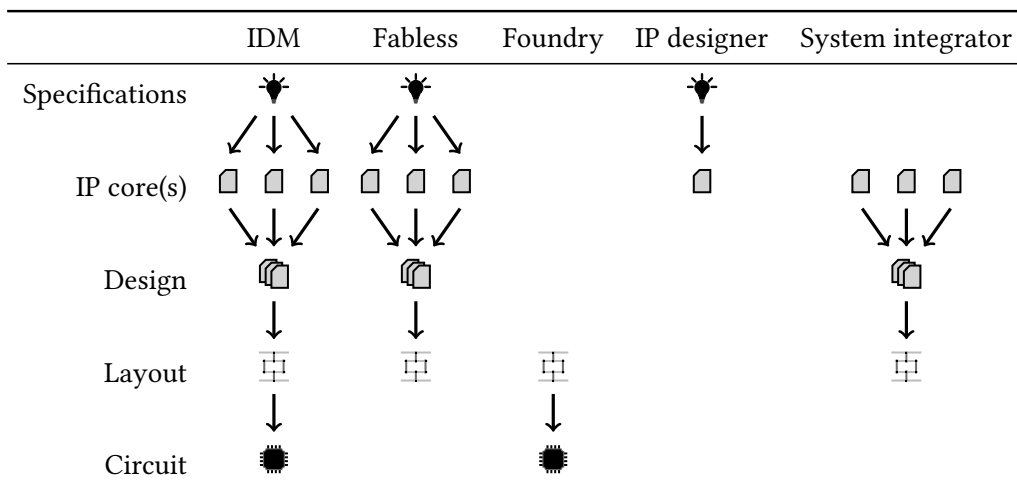 IDM Fabless Foundry IP designer System integrator
Specifications
IP core(s)
Design
Layout
Circuit